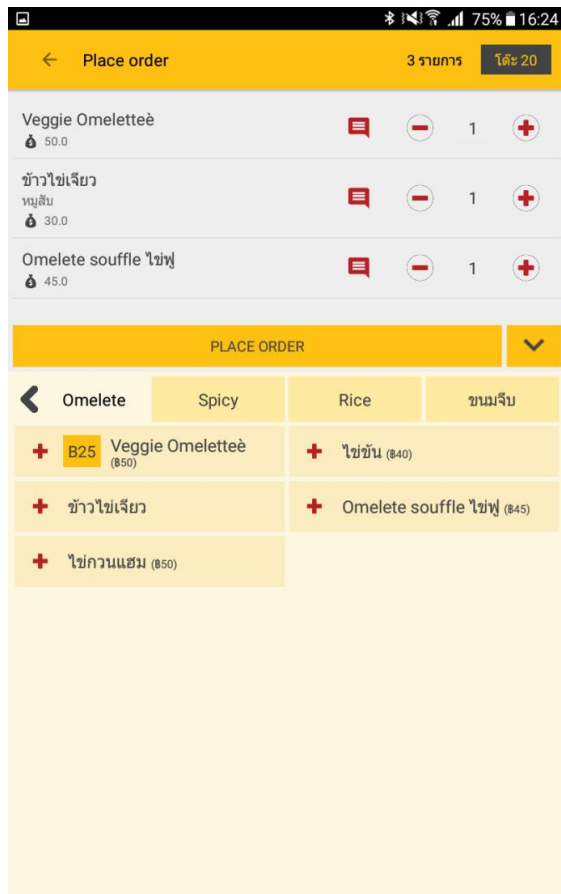 75% 16:24
Place order 3 รายการ โต๊ะ 20
Veggie Omeletteè
50.0
1
ข้าวไข่เจียว
หมูสับ
30.0
1
Omelete souffle ไข่ฟู
45.0
1
PLACE ORDER
Omelete Spicy Rice ขนมจีบ
B25 Veggie Omeletteè
(฿50)
ไข่ข้น (฿40)
ข้าวไข่เจียว
Omelete souffle ไข่ฟู (฿45)
ไข่กวนแฮม (฿50)